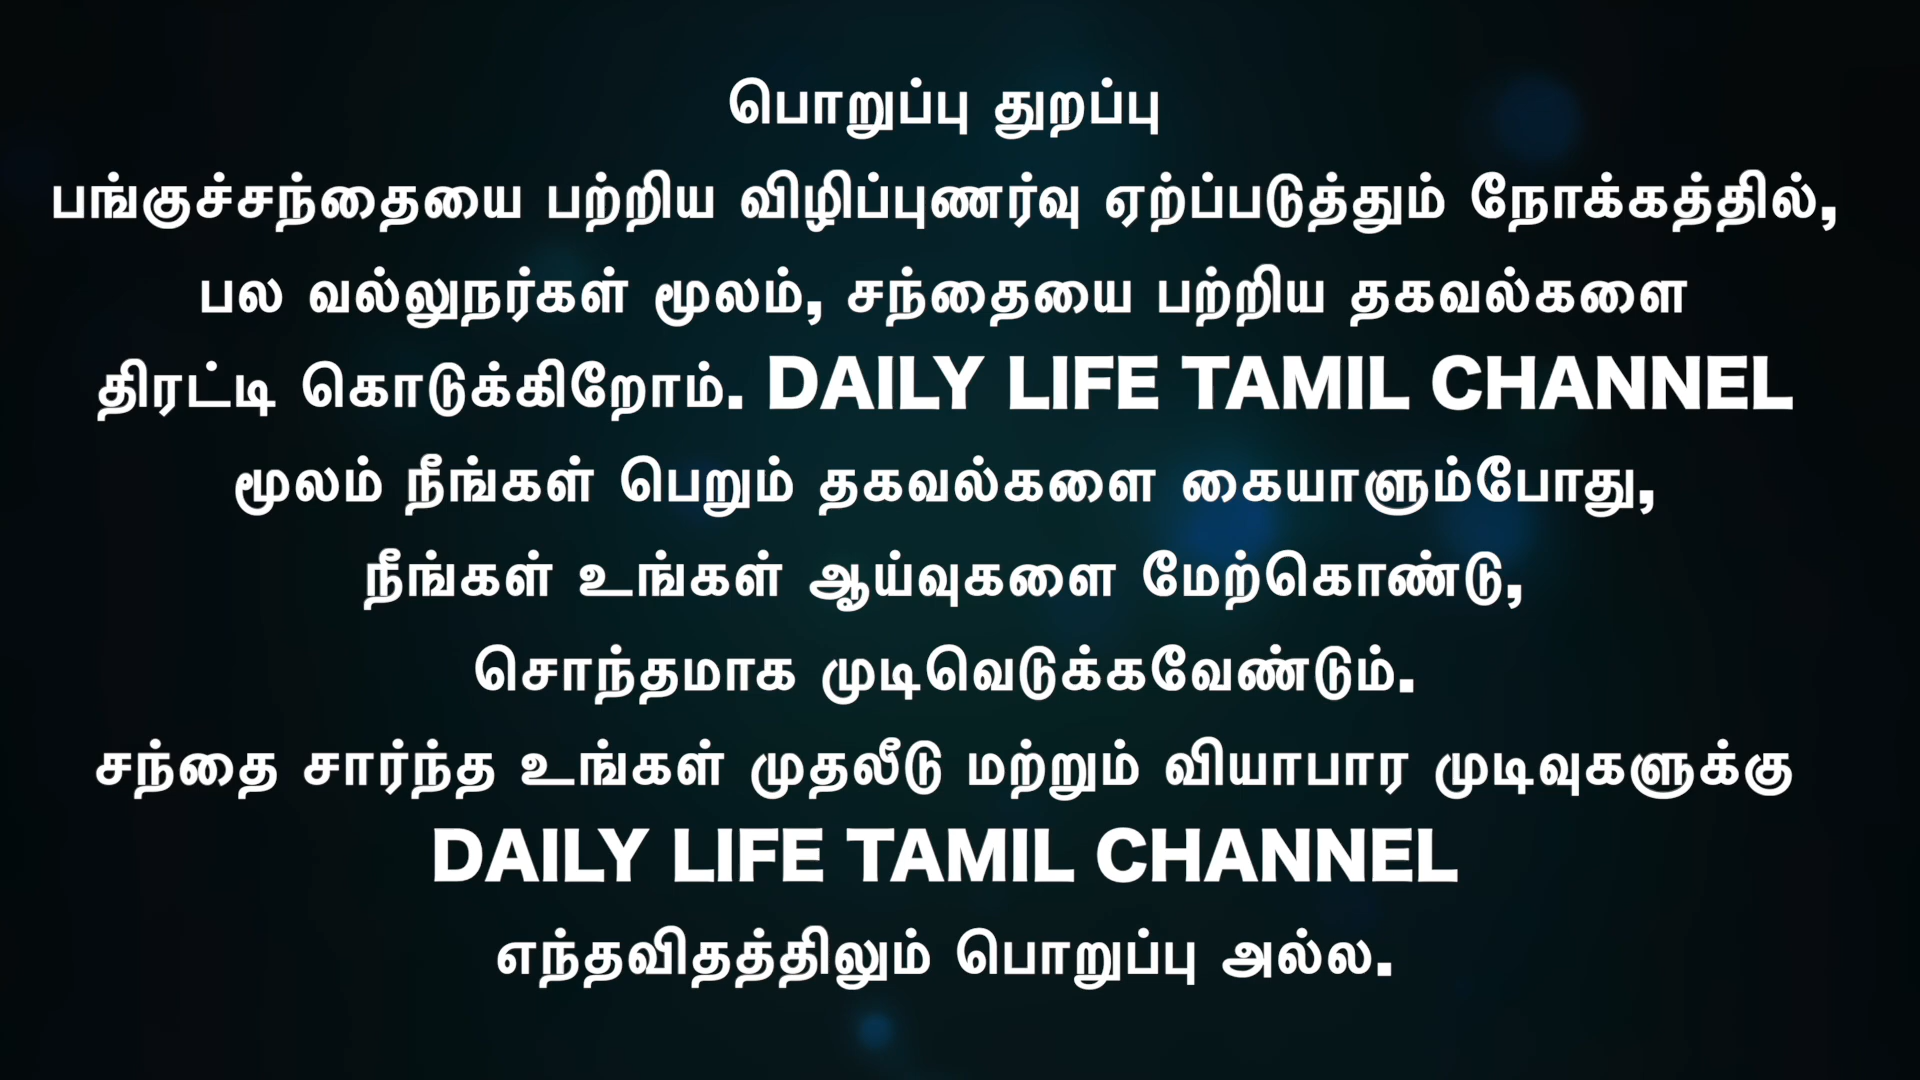 பொறுப்பு துறப்பு
பங்குச்சந்தையை பற்றிய விழிப்புணர்வு ஏற்ப்படுத்தும் நோக்கத்தில்,
பல வல்லுநர்கள் மூலம், சந்தையை பற்றிய தகவல்களை
திரட்டி கொடுக்கிறோம். DAILY LIFE TAMIL CHANNEL
மூலம் நீங்கள் பெறும் தகவல்களை கையாளும்போது,
நீங்கள் உங்கள் ஆய்வுகளை மேற்கொண்டு,
சொந்தமாக முடிவெடுக்கவேண்டும்.
சந்தை சார்ந்த உங்கள் முதலீடு மற்றும் வியாபார முடிவுகளுக்கு
DAILY LIFE TAMIL CHANNEL
எந்தவிதத்திலும் பொறுப்பு அல்ல.